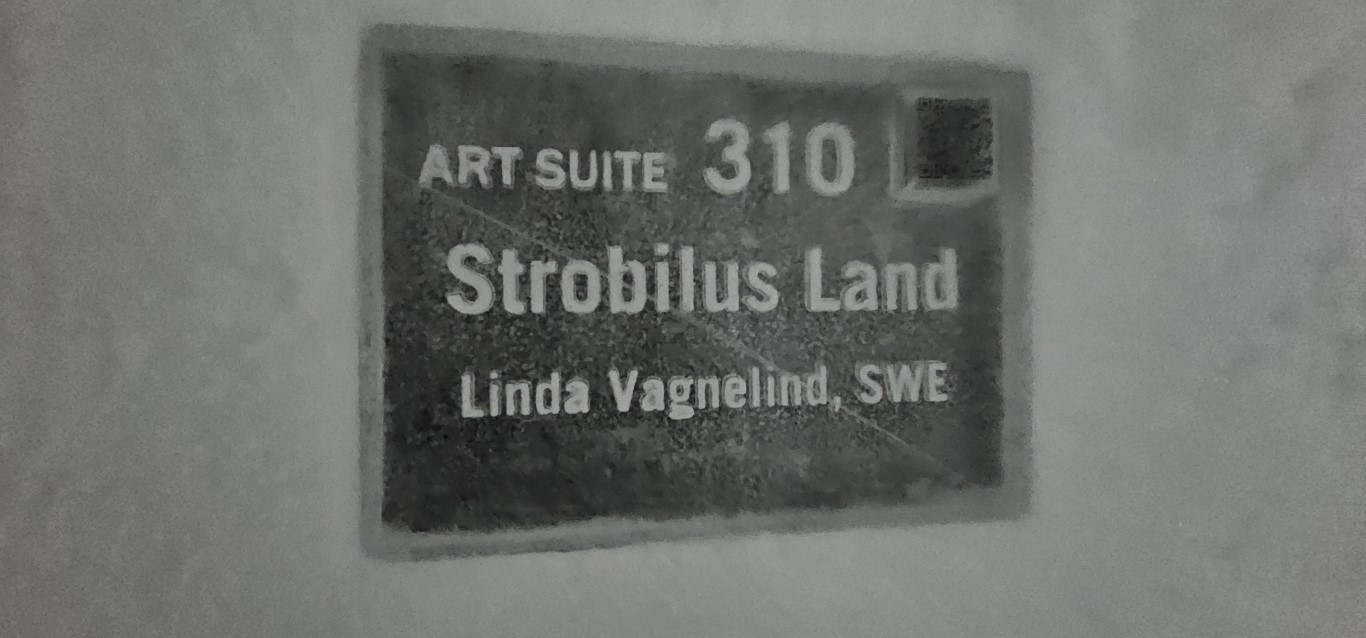 ART SUITE 310
Strobilus Land
Linda Vagnelind, SWE